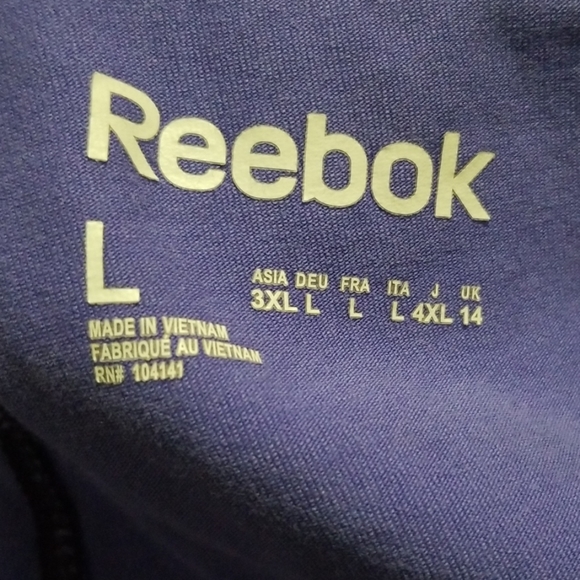 Reebok
L
ASIA DEU FRA ITA J UK
3XL L L L 4XL 14
MADE IN VIETNAM
FABRIQUÉ AU VIETNAM
RN# 104141